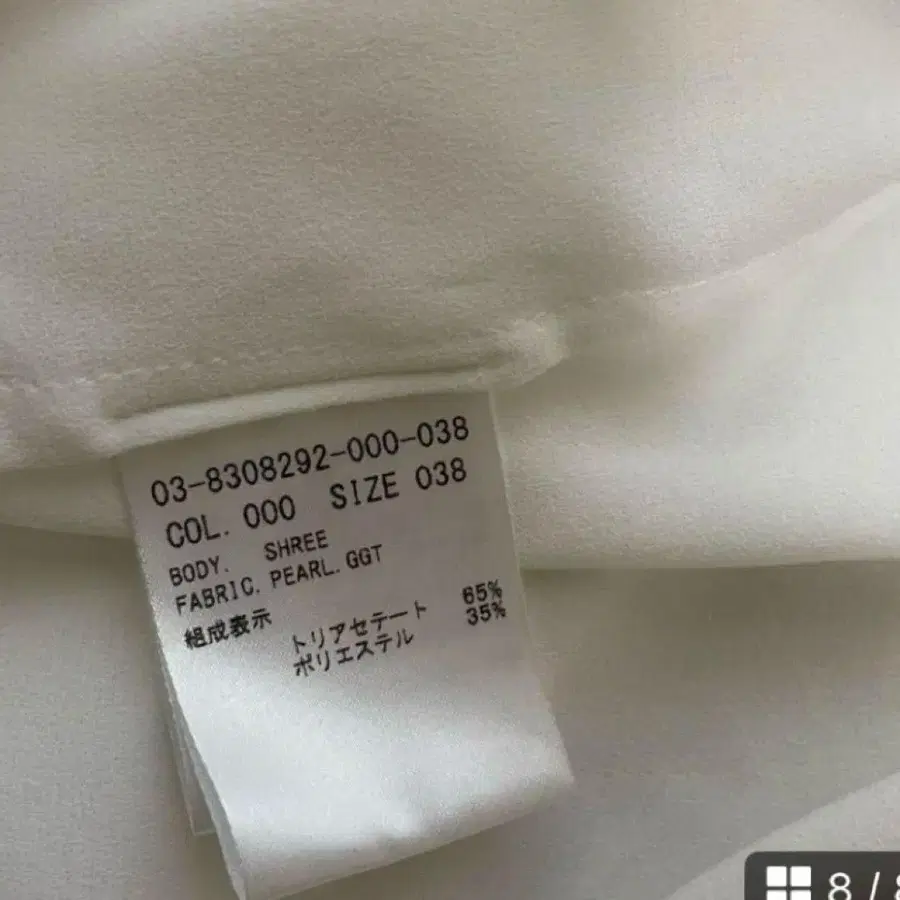 03-8308292-000-038
COL. 000 SIZE 038
BODY. SHREE
FABRIC. PEARL. GGT
組成表示
トリアセテート 65%
ポリエステル 35%
8 /